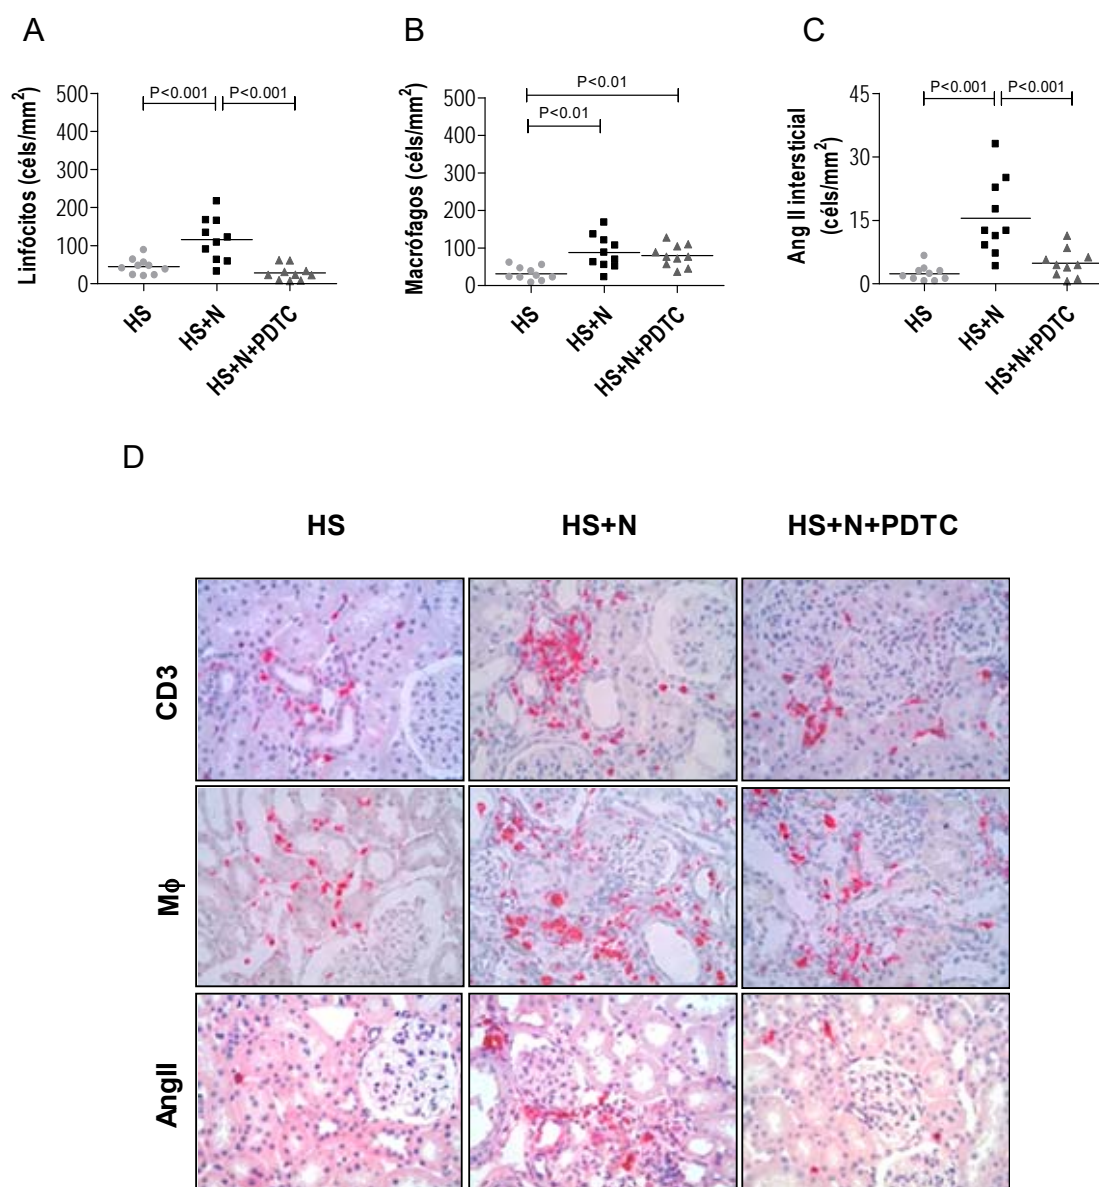 A
B
C
P<0.001
P<0.001
Linfócitos (céls/mm²)
500
400
300
200
100
0
HS
HS+N
HS+N+PDTC
P<0.01
P<0.01
Macrófagos (céls/mm²)
500
400
300
200
100
0
HS
HS+N
HS+N+PDTC
P<0.001
P<0.001
Ang II intersticial
(céls/mm²)
45
30
15
0
HS
HS+N
HS+N+PDTC
D
HS
HS+N
HS+N+PDTC
CD3
Mϕ
AngII